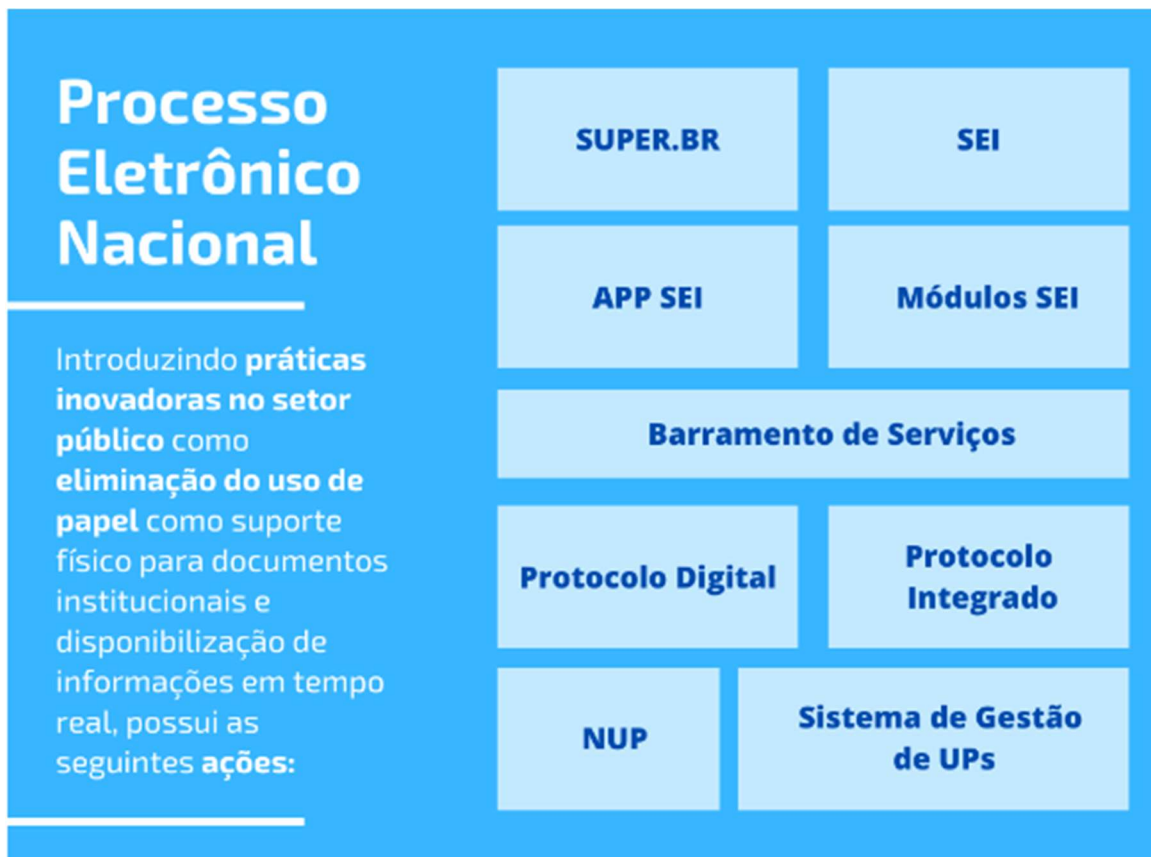 Processo
Eletrônico
Nacional
Introduzindo práticas
inovadoras no setor
público como
eliminação do uso de
papel como suporte
físico para documentos
institucionais e
disponibilização de
informações em tempo
real, possui as
seguintes ações:
SUPER.BR
SEI
APP SEI
Módulos SEI
Barramento de Serviços
Protocolo Digital
Protocolo
Integrado
NUP
Sistema de Gestão
de UPs